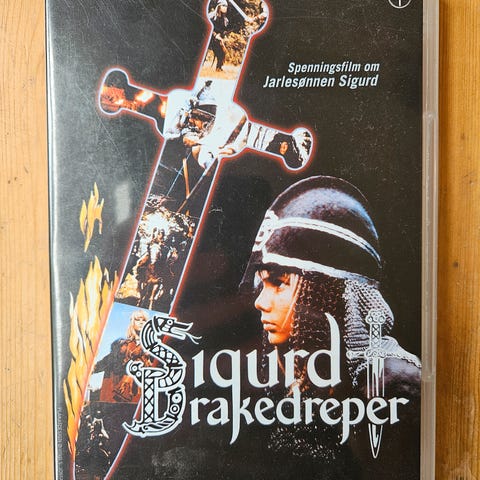 Spenningsfilm om
Jarlesønnen Sigurd
Sigurd
Drakedreper